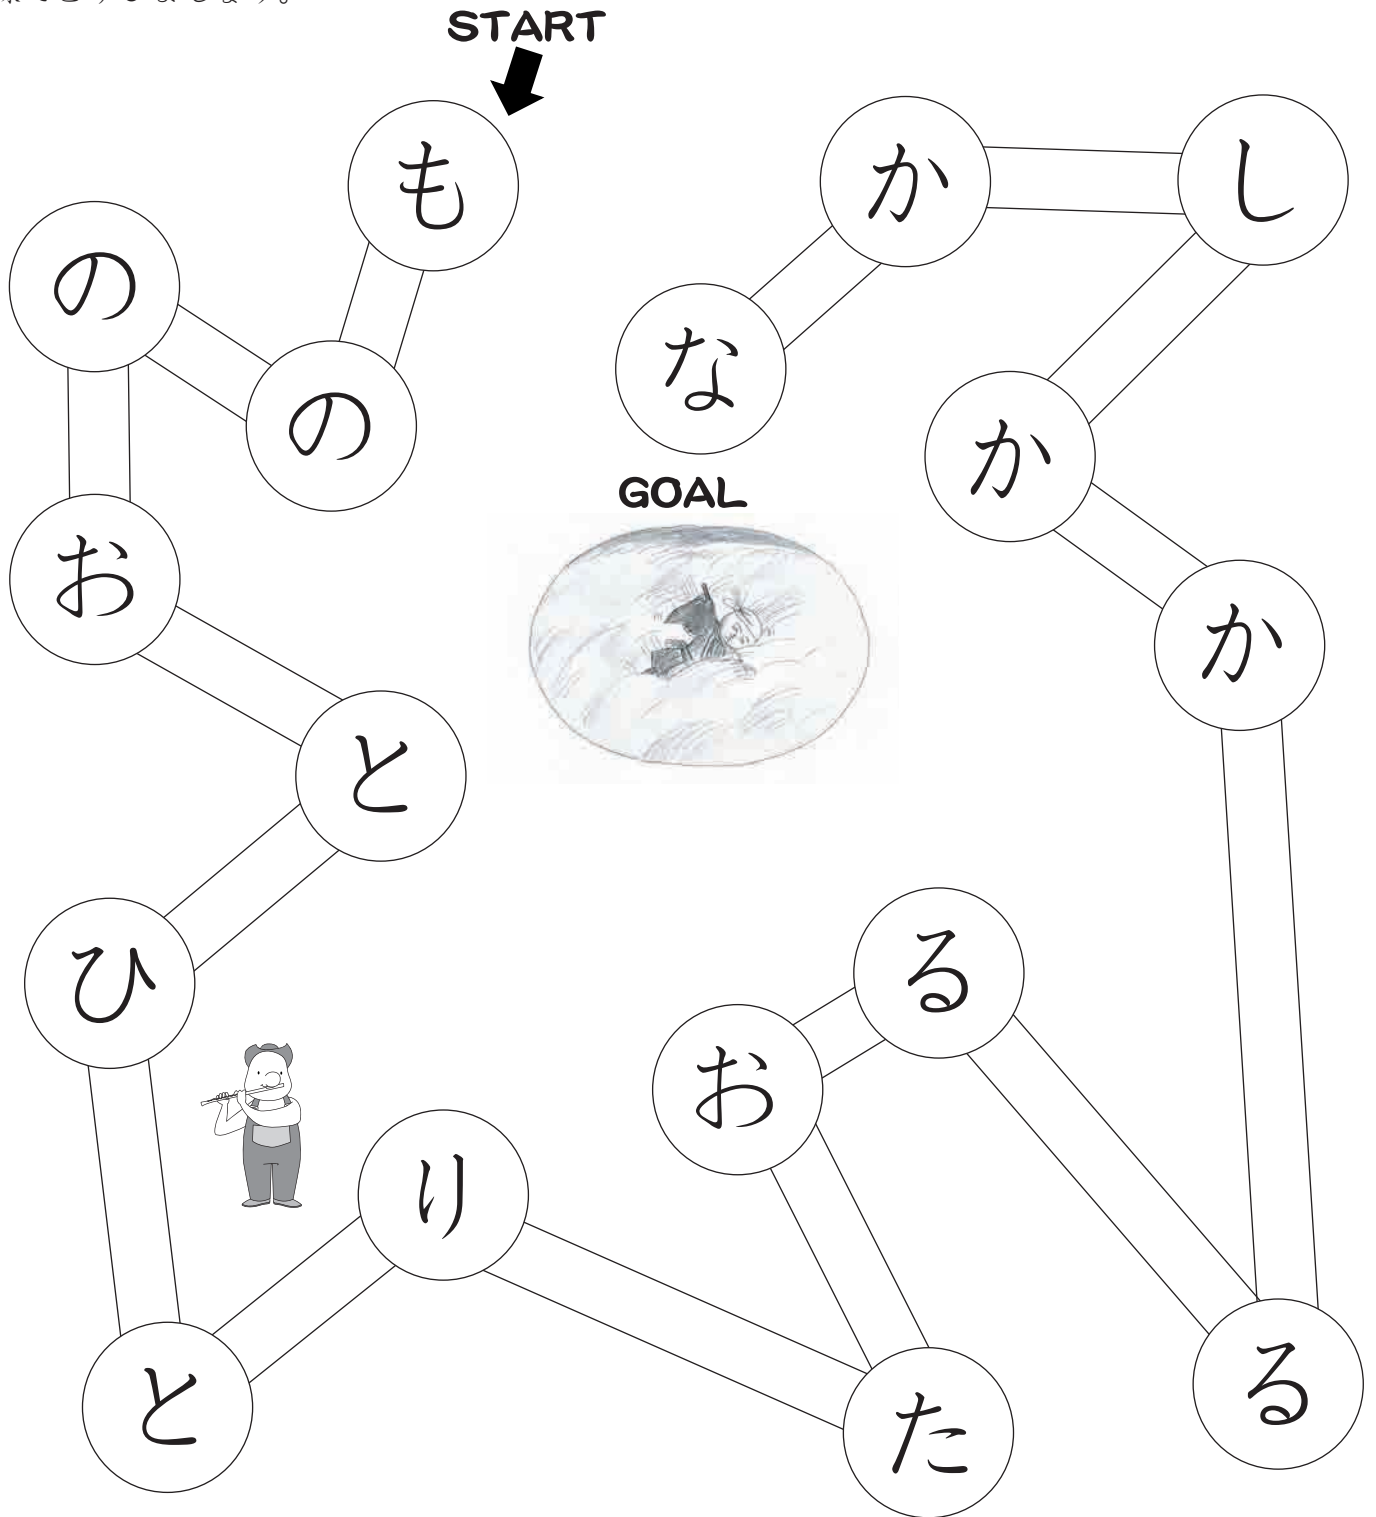 START
も
の
の
お
と
ひ
と
り
た
お
る
る
か
か
し
か
な
GOAL